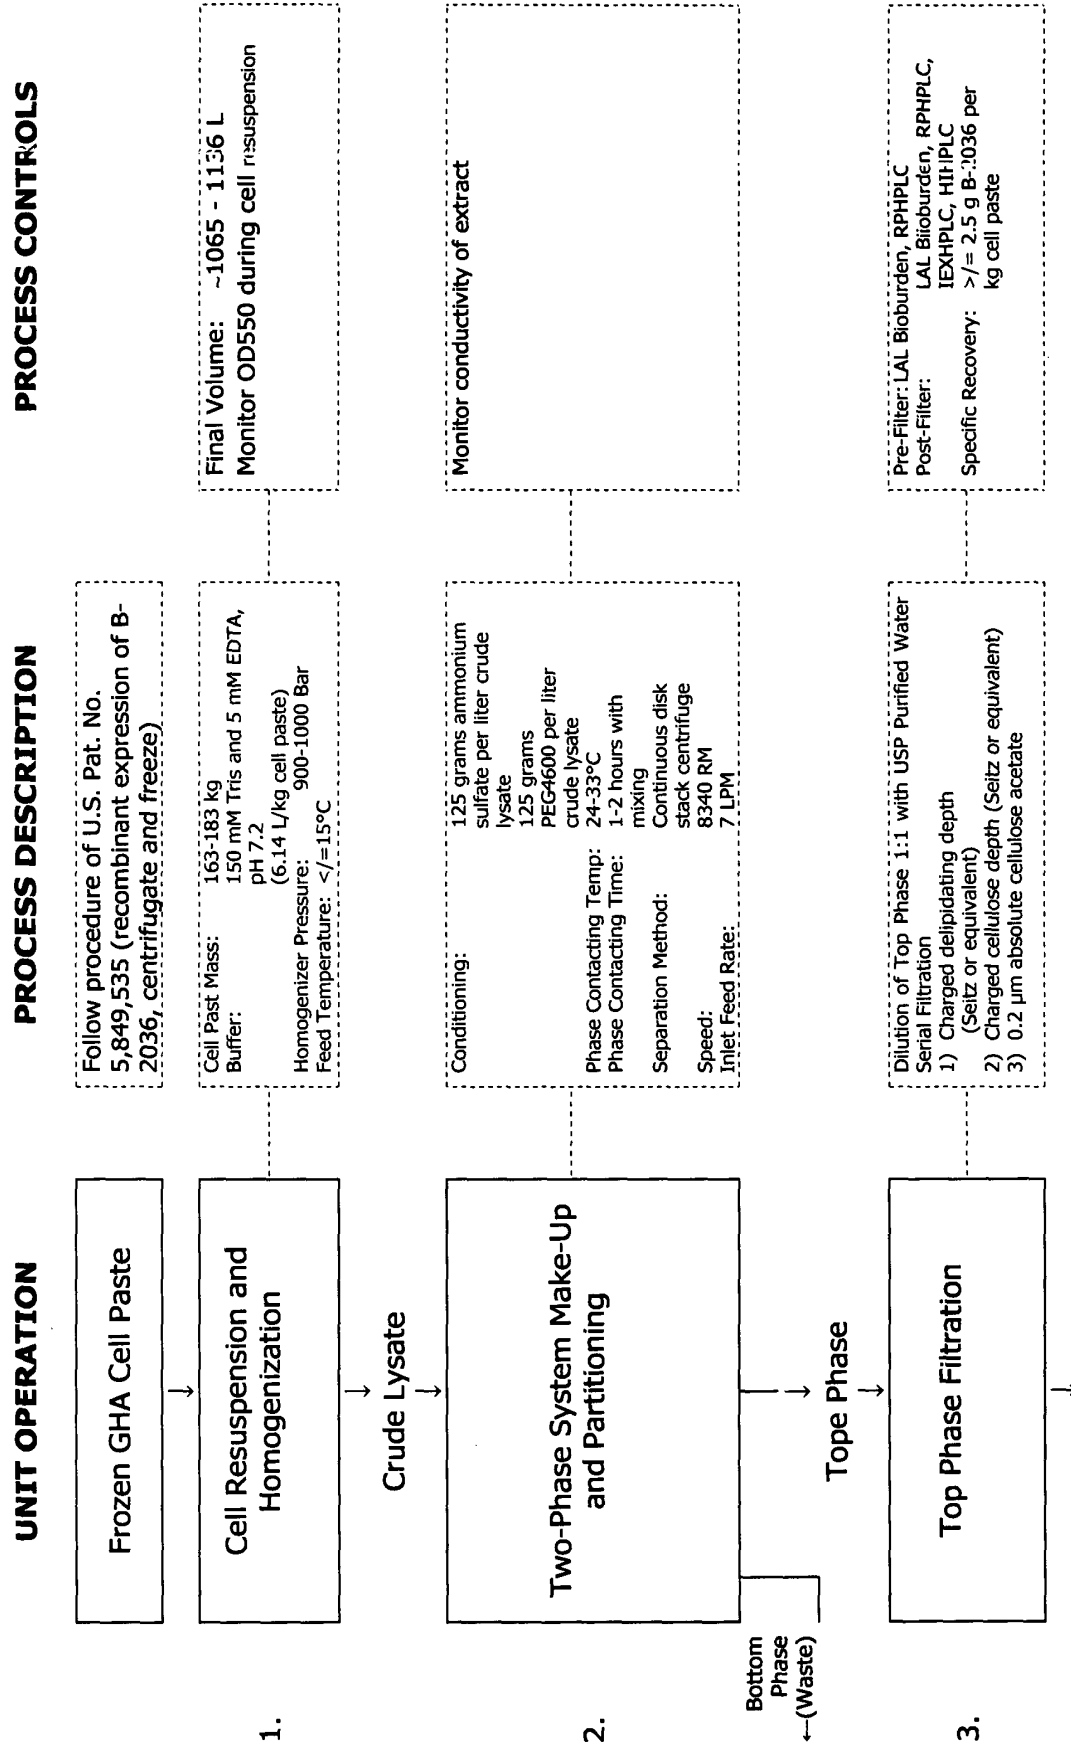 UNIT OPERATION
PROCESS DESCRIPTION
PROCESS CONTROLS
Frozen GHA Cell Paste
Follow procedure of U.S. Pat. No.
5,849,535 (recombinant expression of B-
2036, centrifugate and freeze)
1.
Cell Resuspension and
Homogenization
Cell Past Mass: 163-183 kg
Buffer: 150 mM Tris and 5 mM EDTA,
pH 7.2
(6.14 L/kg cell paste)
Homogenizer Pressure: 900-1000 Bar
Feed Temperature: </=15°C
Final Volume: ~1065 - 1136 L
Monitor OD550 during cell resuspension
Crude Lysate
2.
Two-Phase System Make-Up
and Partitioning
Conditioning: 125 grams ammonium
sulfate per liter crude
lysate
125 grams
PEG4600 per liter
crude lysate
Phase Contacting Temp: 24-33°C
Phase Contacting Time: 1-2 hours with
mixing
Separation Method: Continuous disk
stack centrifuge
Speed: 8340 RM
Inlet Feed Rate: 7 LPM
Monitor conductivity of extract
Bottom
Phase
←(Waste)
Tope Phase
3.
Top Phase Filtration
Dilution of Top Phase 1:1 with USP Purified Water
Serial Filtration
1) Charged delipidating depth
(Seitz or equivalent)
2) Charged cellulose depth (Seitz or equivalent)
3) 0.2 µm absolute cellulose acetate
Pre-Filter: LAL Bioburden, RPHPLC
Post-Filter: LAL Biioburden, RPHPLC,
IEXHPLC, HIHPLC
Specific Recovery: >/= 2.5 g B-2036 per
kg cell paste